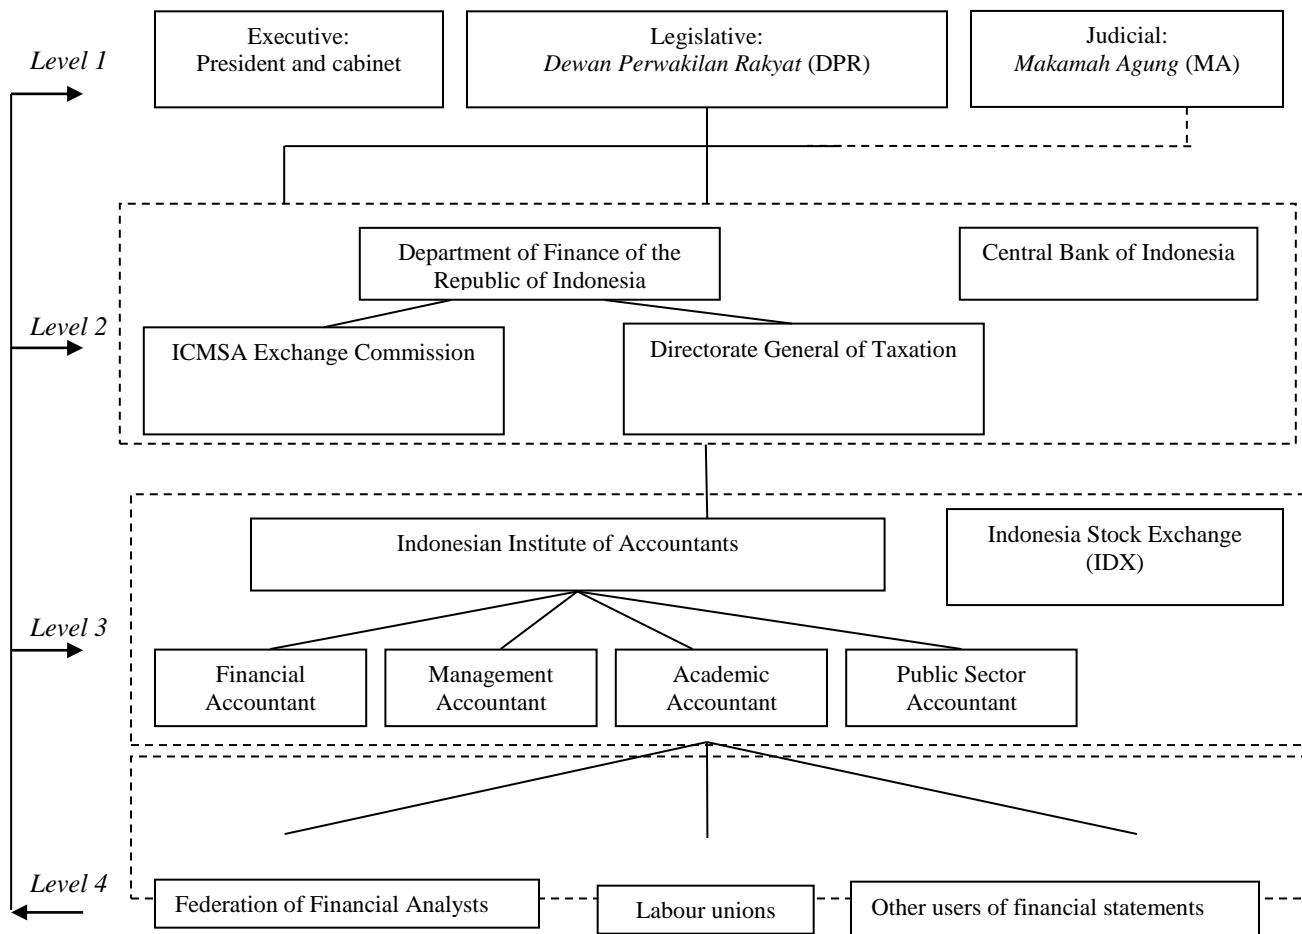 Level 1
Executive:
President and cabinet
Legislative:
Dewan Perwakilan Rakyat (DPR)
Judicial:
Makamah Agung (MA)
Level 2
Department of Finance of the
Republic of Indonesia
Central Bank of Indonesia
ICMSA Exchange Commission
Directorate General of Taxation
Level 3
Indonesian Institute of Accountants
Indonesia Stock Exchange
(IDX)
Financial
Accountant
Management
Accountant
Academic
Accountant
Public Sector
Accountant
Level 4
Federation of Financial Analysts
Labour unions
Other users of financial statements